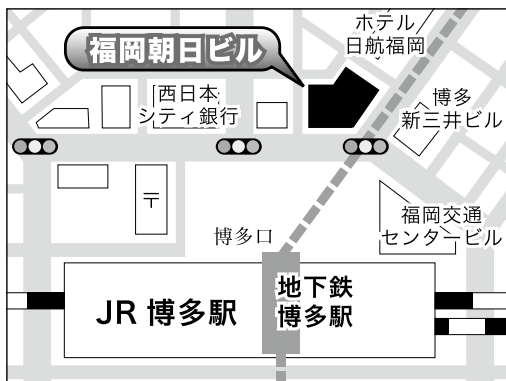 ホテル
日航福岡
福岡朝日ビル
西日本
シティ銀行
博多
新三井ビル
〒
福岡交通
センタービル
博多口
地下鉄
博多駅
JR 博多駅